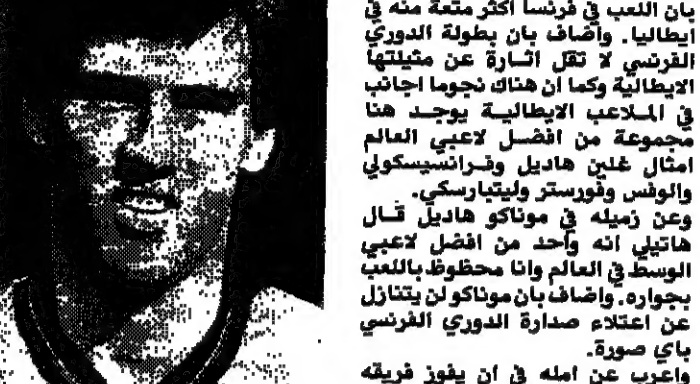 بان اللعب في فرنسا اكثر متعة منه في
ايطاليا. واضاف بان بطولة الدوري
الفرنسي لا تقل اثارة عن مثيلتها
الايطالية وكما ان هناك نجوما اجانب
في الملاعب الايطالية يوجد هنا
مجموعة من افضل لاعبي العالم
امثال غلين هاديل وفرانسيسكولي
والوفس وفورستر وليتبارسكي.
وعن زميله في موناكو هاديل قال
هاتيلي انه واحد من افضل لاعبي
الوسط في العالم وانا محظوظ باللعب
بجواره. واضاف بان موناكو لن يتنازل
عن اعتلاء صدارة الدوري الفرنسي
باي صورة.
واعرب عن امله في ان يفوز فريقه